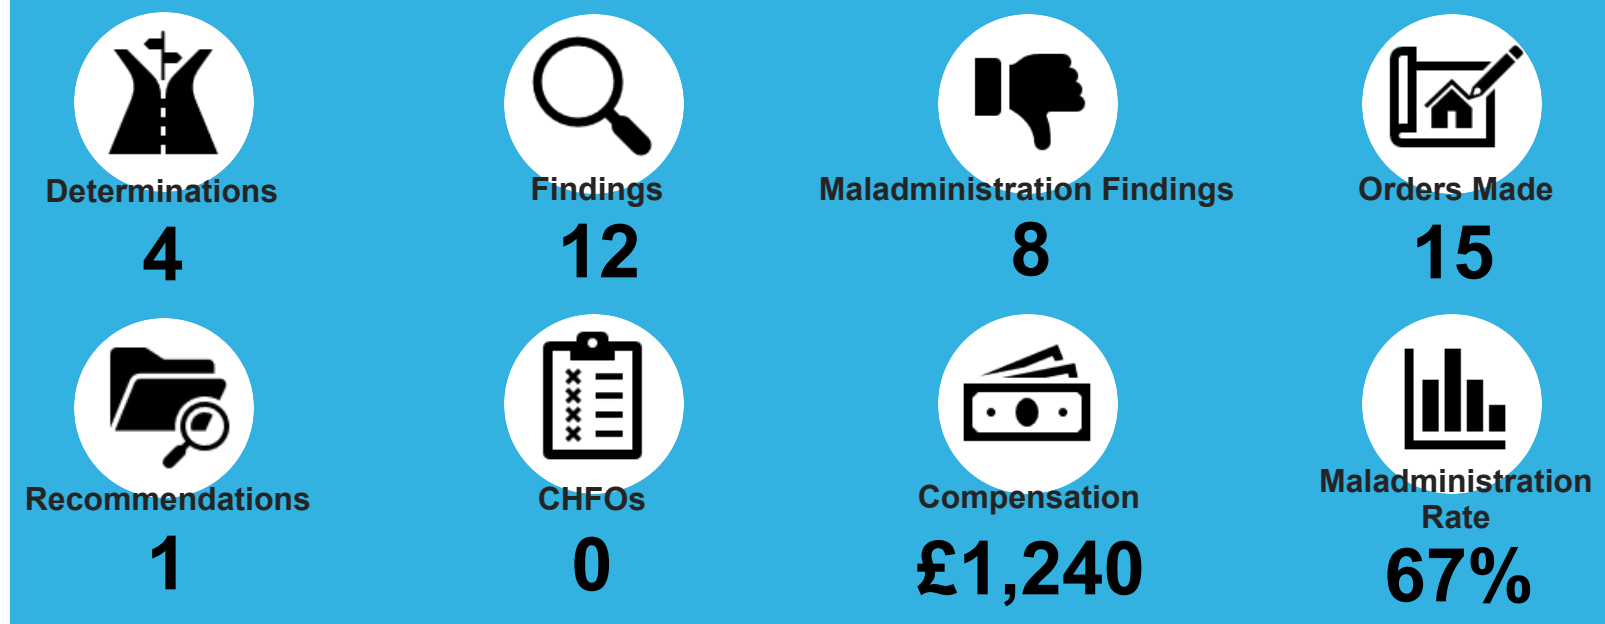 Determinations
4
Findings
12
Maladministration Findings
8
Orders Made
15
Recommendations
1
CHFOs
0
Compensation
£1,240
Maladministration
Rate
67%